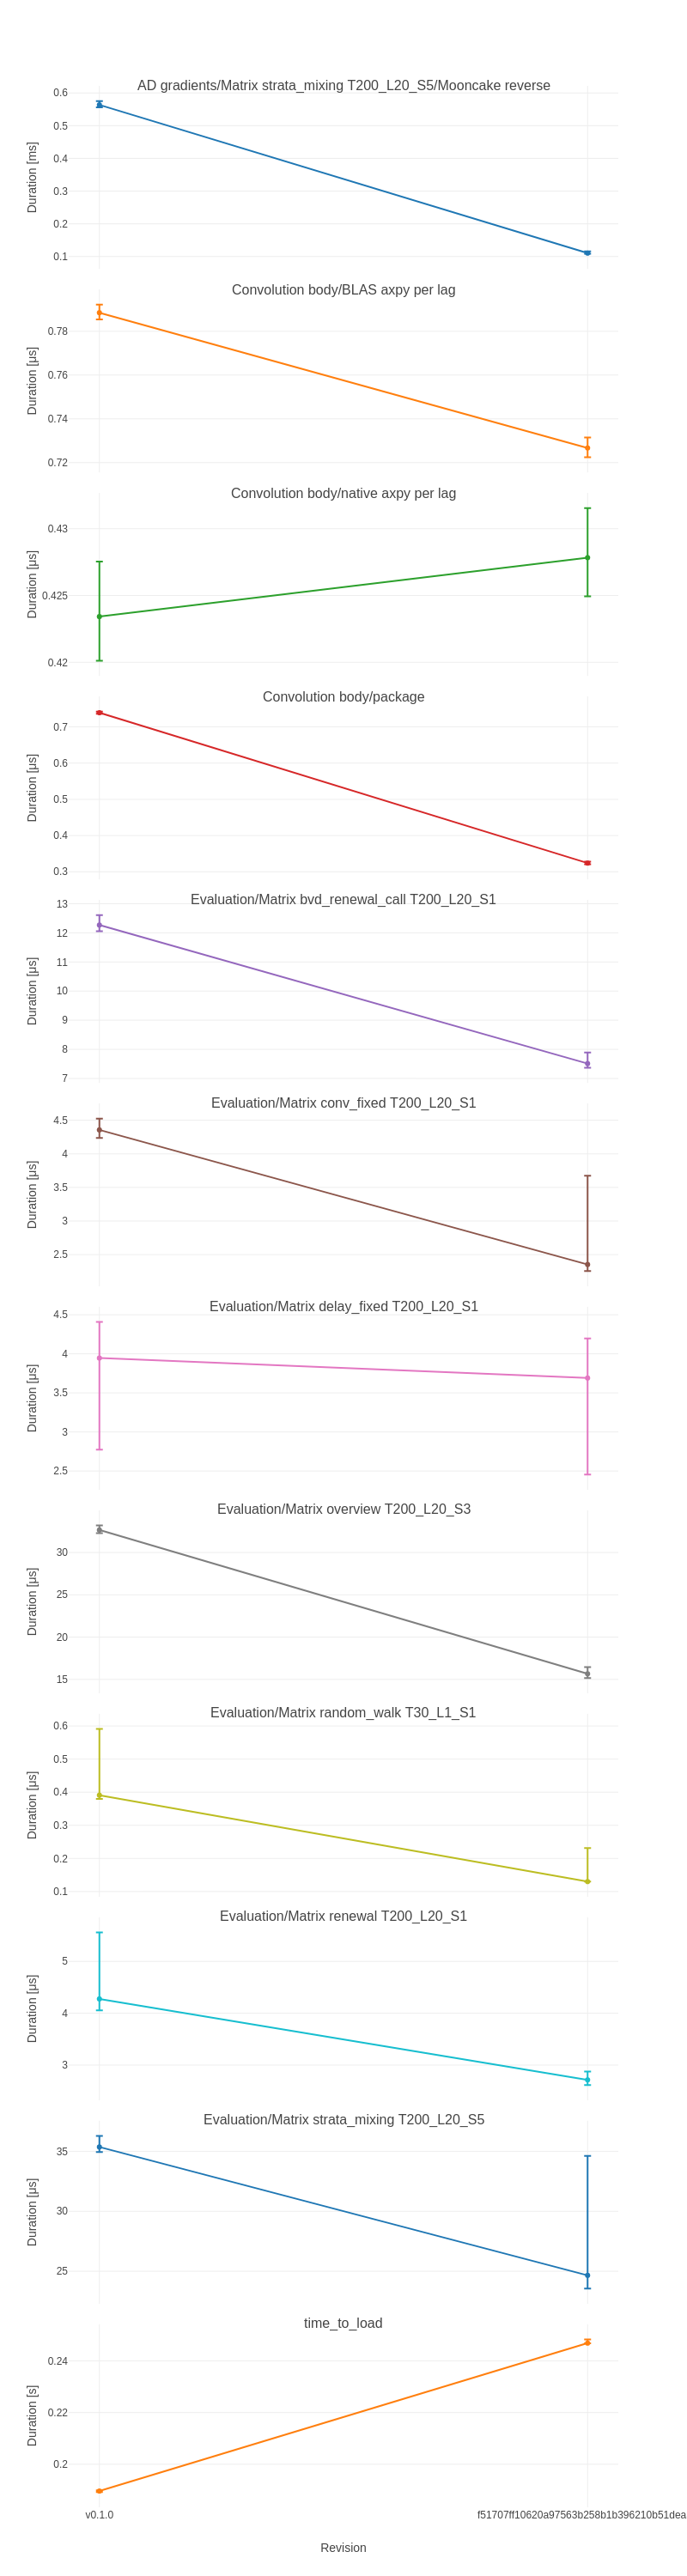 AD gradients/Matrix strata_mixing T200_L20_S5/Mooncake reverse
0.6
0.5
0.4
0.3
0.2
0.1
Duration [ms]
Convolution body/BLAS axpy per lag
0.78
0.76
0.74
0.72
Duration [μs]
Convolution body/native axpy per lag
0.43
0.425
0.42
Duration [μs]
Convolution body/package
0.7
0.6
0.5
0.4
0.3
Duration [μs]
Evaluation/Matrix bvd_renewal_call T200_L20_S1
13
12
11
10
9
8
7
Duration [μs]
Evaluation/Matrix conv_fixed T200_L20_S1
4.5
4
3.5
3
2.5
Duration [μs]
Evaluation/Matrix delay_fixed T200_L20_S1
4.5
4
3.5
3
2.5
Duration [μs]
Evaluation/Matrix overview T200_L20_S3
30
25
20
15
Duration [μs]
Evaluation/Matrix random_walk T30_L1_S1
0.6
0.5
0.4
0.3
0.2
0.1
Duration [μs]
Evaluation/Matrix renewal T200_L20_S1
5
4
3
Duration [μs]
Evaluation/Matrix strata_mixing T200_L20_S5
35
30
25
Duration [μs]
time_to_load
0.24
0.22
0.2
Duration [s]
v0.1.0
f51707ff10620a97563b258b1b396210b51dea
Revision